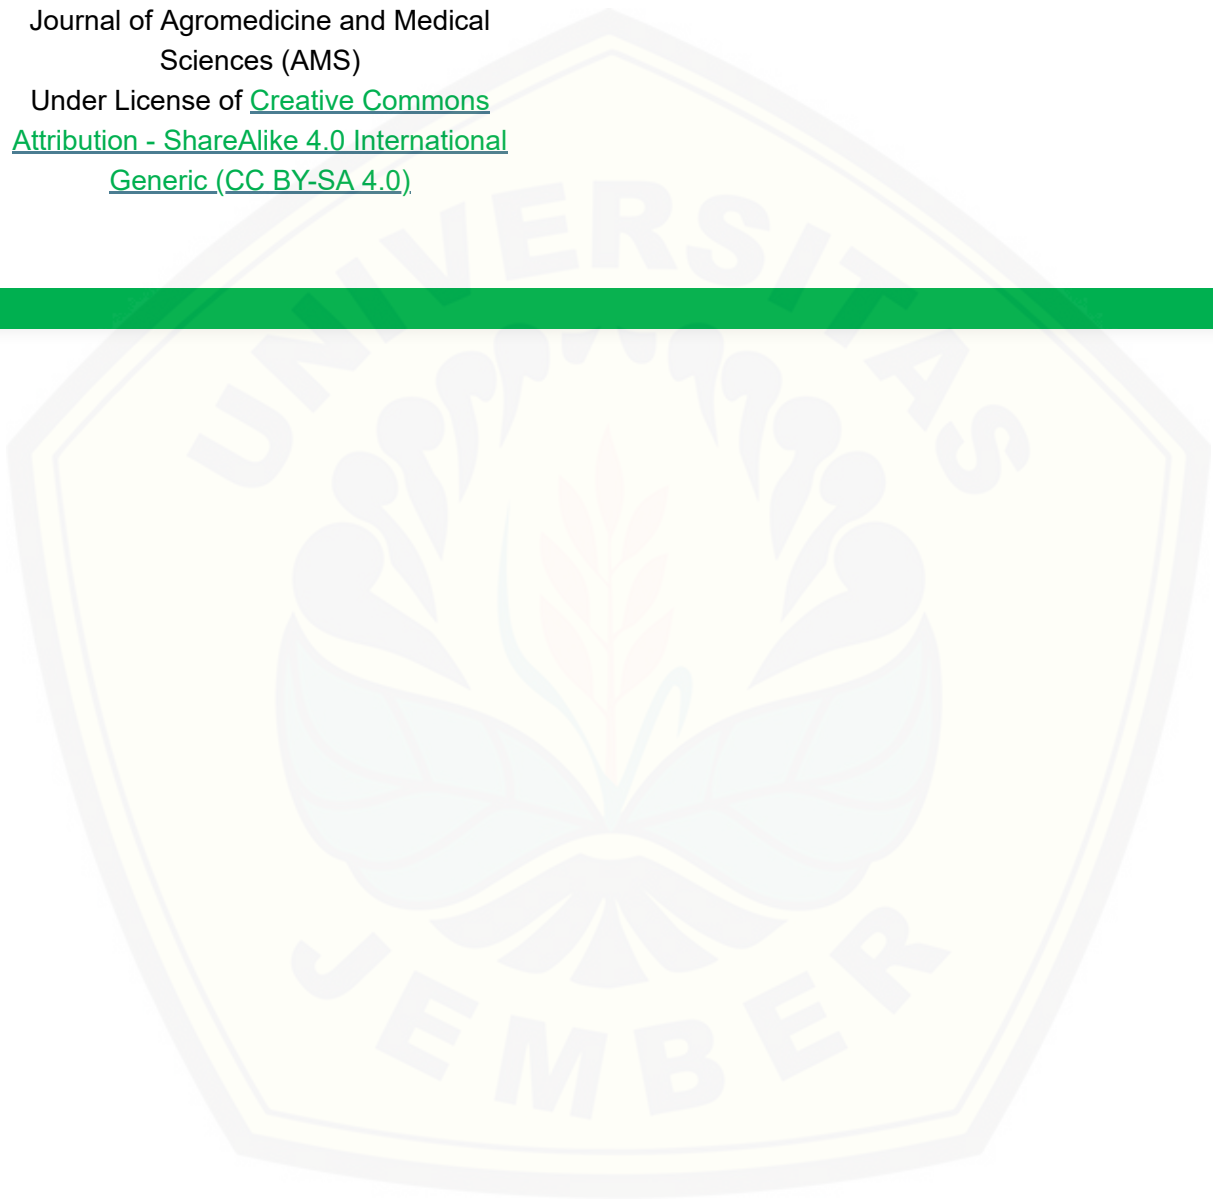 Journal of Agromedicine and Medical
Sciences (AMS)
Under License of Creative Commons
Attribution - ShareAlike 4.0 International
Generic (CC BY-SA 4.0)
UNIVERSITAS
JEMBER